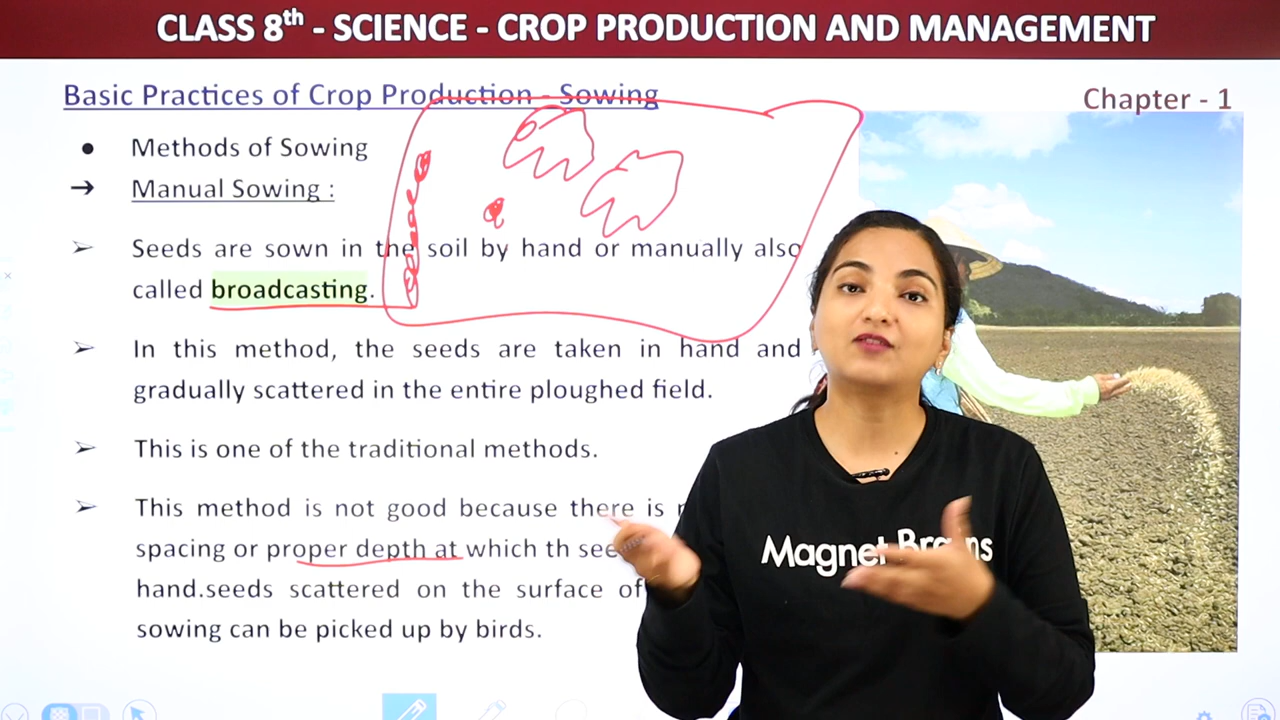 CLASS 8th - SCIENCE - CROP PRODUCTION AND MANAGEMENT
Basic Practices of Crop Production - Sowing
Chapter - 1
● Methods of Sowing
➔ Manual Sowing :
➢ Seeds are sown in the soil by hand or manually also
called broadcasting.
➢ In this method, the seeds are taken in hand and
gradually scattered in the entire ploughed field.
➢ This is one of the traditional methods.
➢ This method is not good because there is
spacing or proper depth at which th
hand.seeds scattered on the surface of
sowing can be picked up by birds.
Magnet Brains